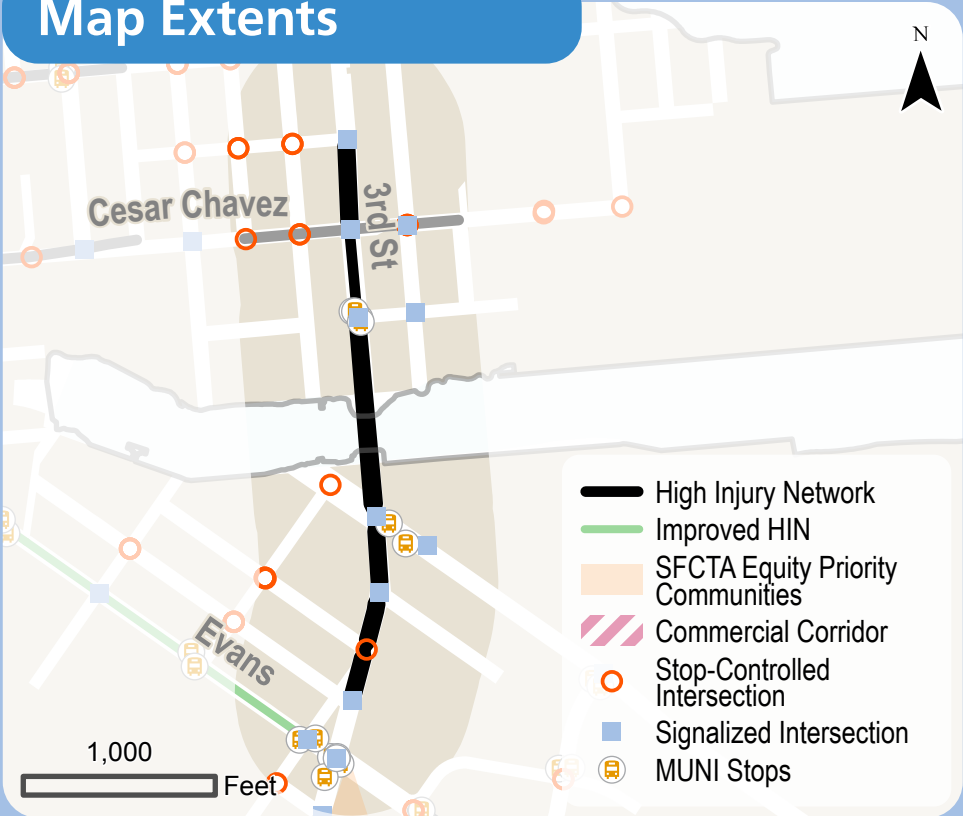 Map Extents
N
Cesar Chavez
3rd St
Evans
1,000
Feet
High Injury Network
Improved HIN
SFCTA Equity Priority
Communities
Commercial Corridor
Stop-Controlled
Intersection
Signalized Intersection
MUNI Stops